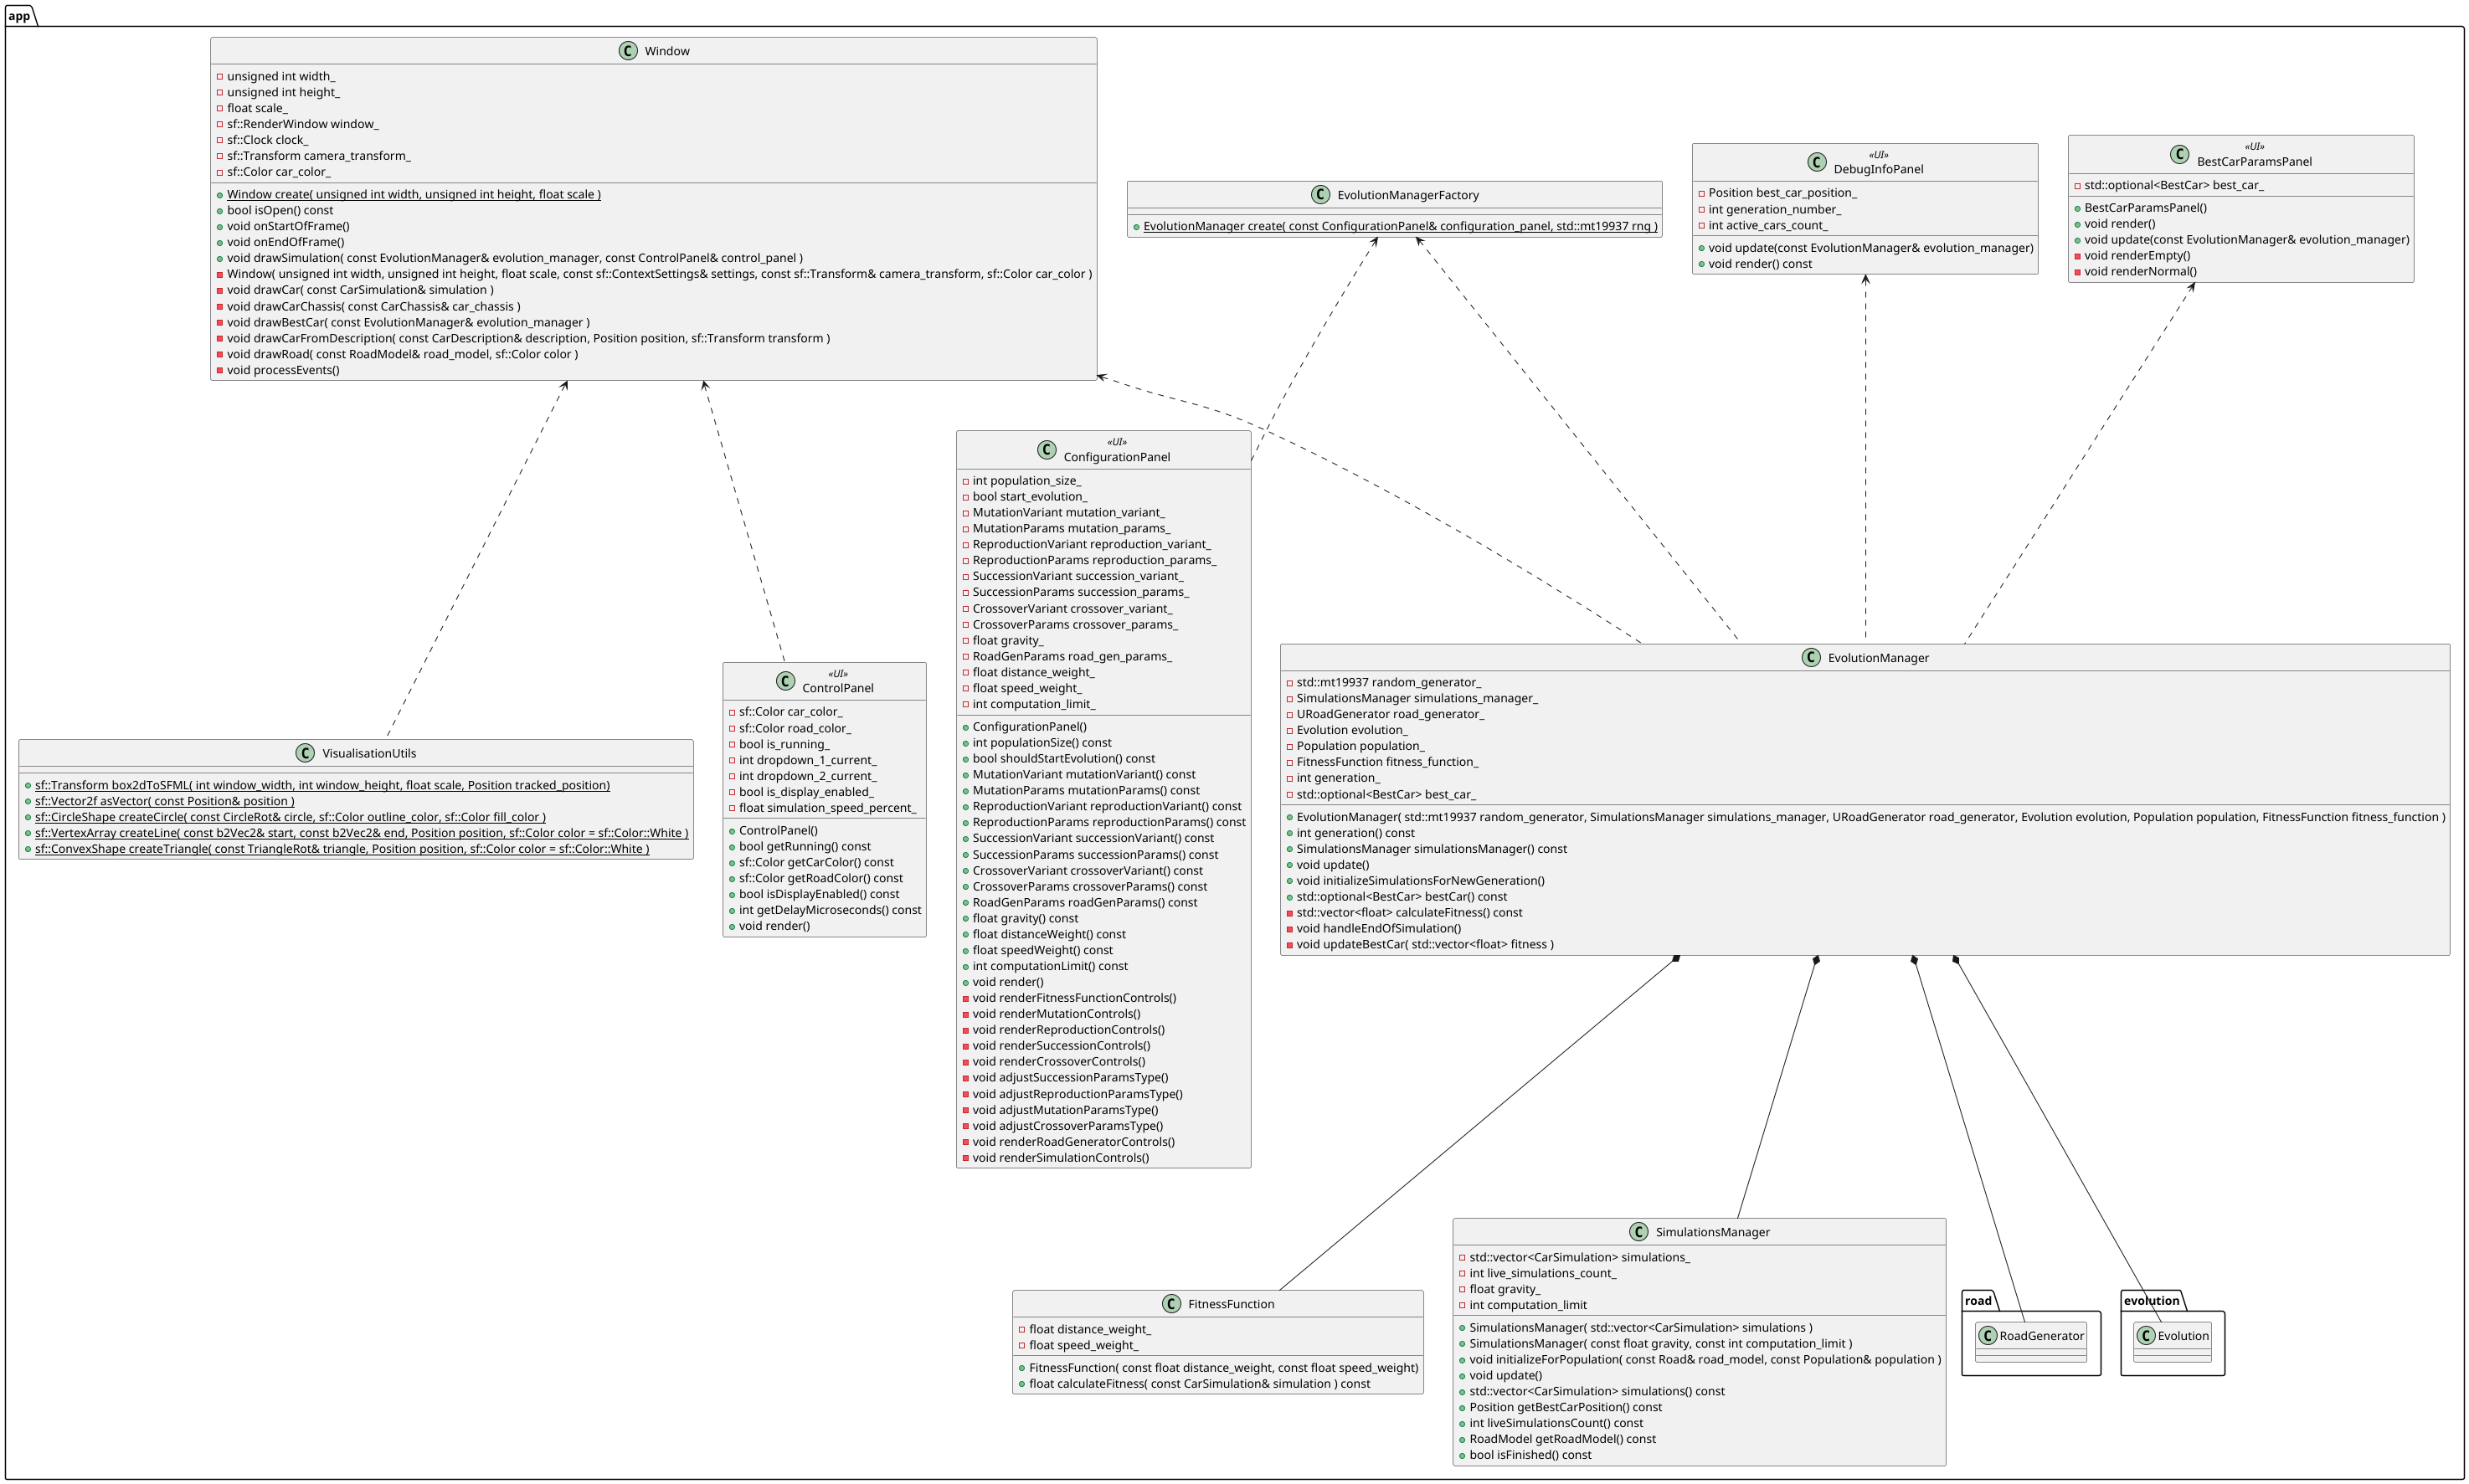 app
Window
unsigned int width_
unsigned int height_
float scale_
sf::RenderWindow window_
sf::Clock clock_
sf::Transform camera_transform_
sf::Color car_color_
Window create( unsigned int width, unsigned int height, float scale )
bool isOpen() const
void onStartOfFrame()
void onEndOfFrame()
void drawSimulation( const EvolutionManager& evolution_manager, const ControlPanel& control_panel )
Window( unsigned int width, unsigned int height, float scale, const sf::ContextSettings& settings, const sf::Transform& camera_transform, sf::Color car_color )
void drawCar( const CarSimulation& simulation )
void drawCarChassis( const CarChassis& car_chassis )
void drawBestCar( const EvolutionManager& evolution_manager )
void drawCarFromDescription( const CarDescription& description, Position position, sf::Transform transform )
void drawRoad( const RoadModel& road_model, sf::Color color )
void processEvents()
EvolutionManagerFactory
EvolutionManager create( const ConfigurationPanel& configuration_panel, std::mt19937 rng )
«UI»
DebugInfoPanel
Position best_car_position_
int generation_number_
int active_cars_count_
void update(const EvolutionManager& evolution_manager)
void render() const
«UI»
BestCarParamsPanel
std::optional<BestCar> best_car_
BestCarParamsPanel()
void render()
void update(const EvolutionManager& evolution_manager)
void renderEmpty()
void renderNormal()
VisualisationUtils
sf::Transform box2dToSFML( int window_width, int window_height, float scale, Position tracked_position)
sf::Vector2f asVector( const Position& position )
sf::CircleShape createCircle( const CircleRot& circle, sf::Color outline_color, sf::Color fill_color )
sf::VertexArray createLine( const b2Vec2& start, const b2Vec2& end, Position position, sf::Color color = sf::Color::White )
sf::ConvexShape createTriangle( const TriangleRot& triangle, Position position, sf::Color color = sf::Color::White )
«UI»
ControlPanel
sf::Color car_color_
sf::Color road_color_
bool is_running_
int dropdown_1_current_
int dropdown_2_current_
bool is_display_enabled_
float simulation_speed_percent_
ControlPanel()
bool getRunning() const
sf::Color getCarColor() const
sf::Color getRoadColor() const
bool isDisplayEnabled() const
int getDelayMicroseconds() const
void render()
«UI»
ConfigurationPanel
int population_size_
bool start_evolution_
MutationVariant mutation_variant_
MutationParams mutation_params_
ReproductionVariant reproduction_variant_
ReproductionParams reproduction_params_
SuccessionVariant succession_variant_
SuccessionParams succession_params_
CrossoverVariant crossover_variant_
CrossoverParams crossover_params_
float gravity_
RoadGenParams road_gen_params_
float distance_weight_
float speed_weight_
int computation_limit_
ConfigurationPanel()
int populationSize() const
bool shouldStartEvolution() const
MutationVariant mutationVariant() const
MutationParams mutationParams() const
ReproductionVariant reproductionVariant() const
ReproductionParams reproductionParams() const
SuccessionVariant successionVariant() const
SuccessionParams successionParams() const
CrossoverVariant crossoverVariant() const
CrossoverParams crossoverParams() const
RoadGenParams roadGenParams() const
float gravity() const
float distanceWeight() const
float speedWeight() const
int computationLimit() const
void render()
void renderFitnessFunctionControls()
void renderMutationControls()
void renderReproductionControls()
void renderSuccessionControls()
void renderCrossoverControls()
void adjustSuccessionParamsType()
void adjustReproductionParamsType()
void adjustMutationParamsType()
void adjustCrossoverParamsType()
void renderRoadGeneratorControls()
void renderSimulationControls()
EvolutionManager
std::mt19937 random_generator_
SimulationsManager simulations_manager_
URoadGenerator road_generator_
Evolution evolution_
Population population_
FitnessFunction fitness_function_
int generation_
std::optional<BestCar> best_car_
EvolutionManager( std::mt19937 random_generator, SimulationsManager simulations_manager, URoadGenerator road_generator, Evolution evolution, Population population, FitnessFunction fitness_function )
int generation() const
SimulationsManager simulationsManager() const
void update()
void initializeSimulationsForNewGeneration()
std::optional<BestCar> bestCar() const
std::vector<float> calculateFitness() const
void handleEndOfSimulation()
void updateBestCar( std::vector<float> fitness )
FitnessFunction
float distance_weight_
float speed_weight_
FitnessFunction( const float distance_weight, const float speed_weight)
float calculateFitness( const CarSimulation& simulation ) const
SimulationsManager
std::vector<CarSimulation> simulations_
int live_simulations_count_
float gravity_
int computation_limit
SimulationsManager( std::vector<CarSimulation> simulations )
SimulationsManager( const float gravity, const int computation_limit )
void initializeForPopulation( const Road& road_model, const Population& population )
void update()
std::vector<CarSimulation> simulations() const
Position getBestCarPosition() const
int liveSimulationsCount() const
RoadModel getRoadModel() const
bool isFinished() const
road
RoadGenerator
evolution
Evolution